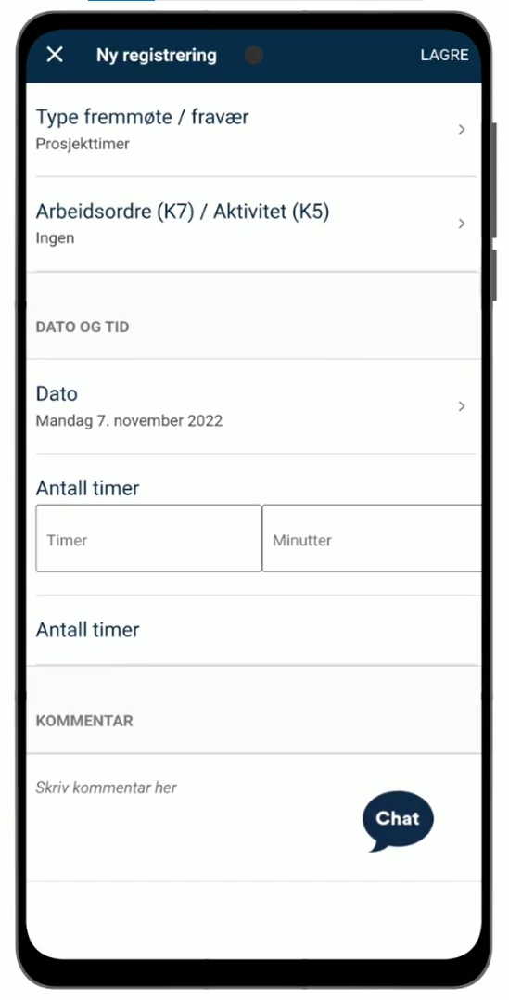 Ny registrering LAGRE
Type fremmøte / fravær
Prosjekttimer
Arbeidsordre (K7) / Aktivitet (K5)
Ingen
DATO OG TID
Dato
Mandag 7. november 2022
Antall timer
Timer Minutter
Antall timer
KOMMENTAR
Skriv kommentar her
Chat